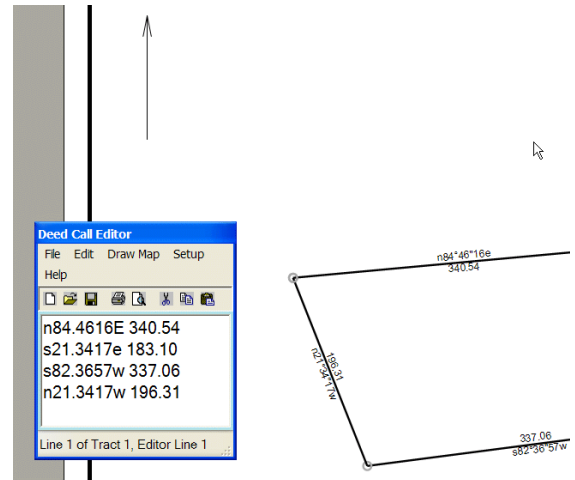 n84°46'16e
340.54
196.31
n21°34'17w
337.06
s82°36'57w
Deed Call Editor
File Edit Draw Map Setup
Help
n84.4616E 340.54
s21.3417e 183.10
s82.3657w 337.06
n21.3417w 196.31
Line 1 of Tract 1, Editor Line 1